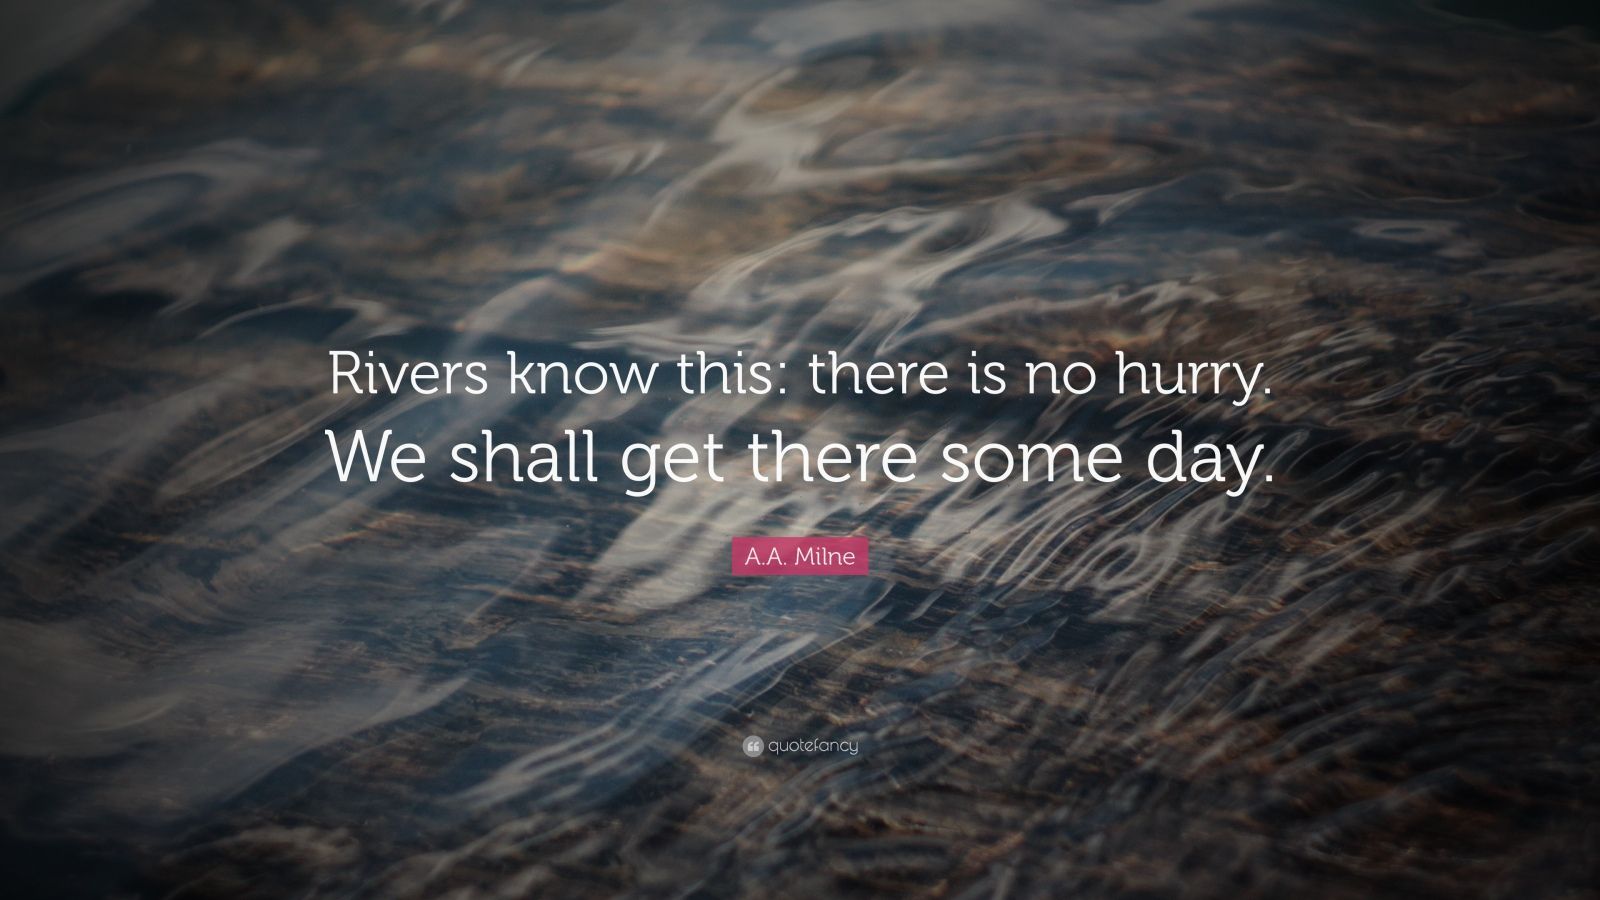 Rivers know this: there is no hurry.
We shall get there some day.
A.A. Milne
quotefancy